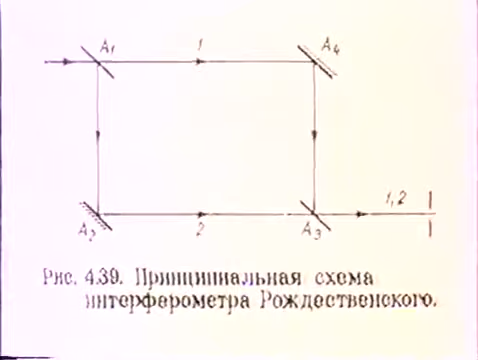 A₁ 1 A₄
1,2
A₂ 2 A₃
Рис. 4.39. Принципиальная схема
интерферометра Рождественского.